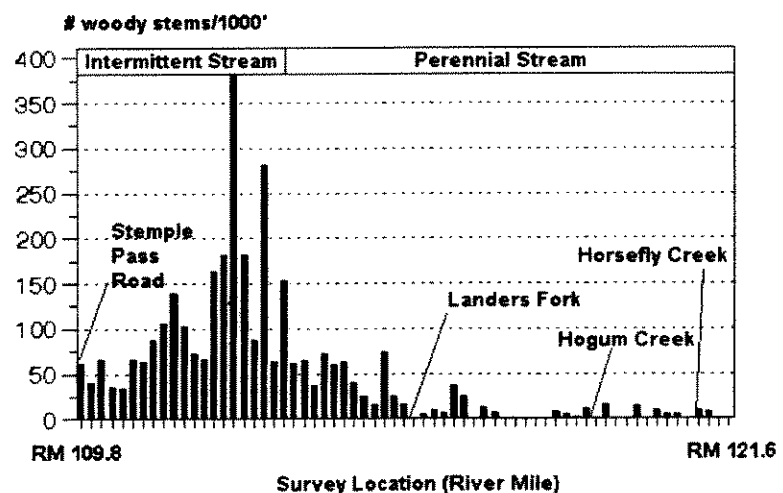 # woody stems/1000'
400
Intermittent Stream
Perennial Stream
350
300
250
200
150
100
50
0
Stemple
Pass
Road
Horsefly Creek
Landers Fork
Hogum Creek
RM 109.8
RM 121.6
Survey Location (River Mile)